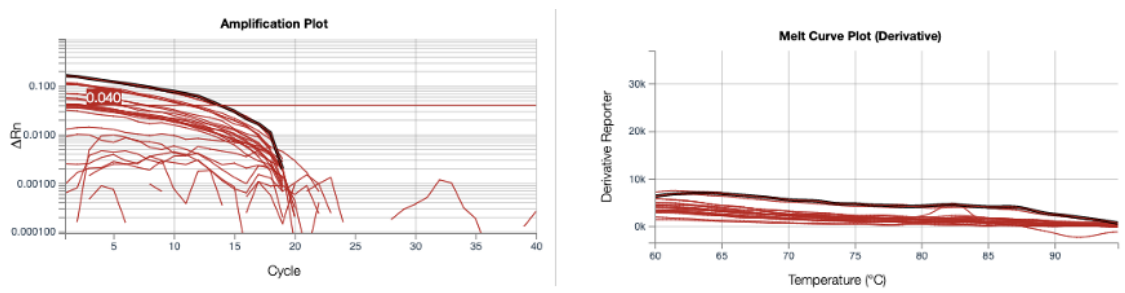 Amplification Plot
ΔRn
0.100
0.0100
0.00100
0.000100
0.040
5
10
15
20
25
30
35
40
Cycle
Melt Curve Plot (Derivative)
Derivative Reporter
30k
20k
10k
0k
60
65
70
75
80
85
90
Temperature (°C)